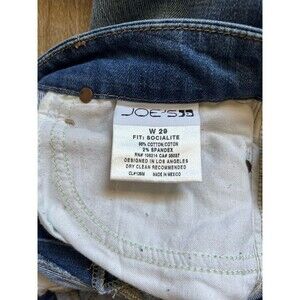 JOE'S
W 29
FIT: SOCIALITE
98% COTTON/COTON
2% SPANDEX
DESIGNED IN LOS ANGELES
DRY CLEAN RECOMMENDED
MADE IN MEXICO